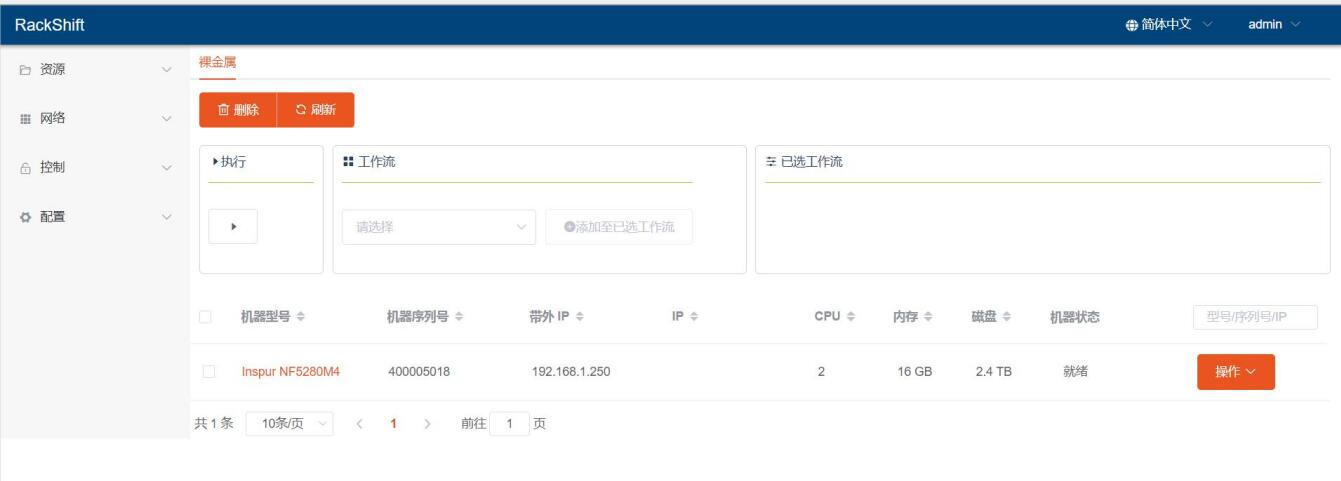 RackShift 简体中文 admin
资源
网络
控制
配置
裸金属
删除 刷新
执行 工作流 已选工作流
请选择 添加至已选工作流
机器型号 机器序列号 带外 IP IP CPU 内存 磁盘 机器状态 型号/序列号/IP
Inspur NF5280M4 400005018 192.168.1.250 2 16 GB 2.4 TB 就绪 操作
共 1 条 10条/页 1 前往 1 页